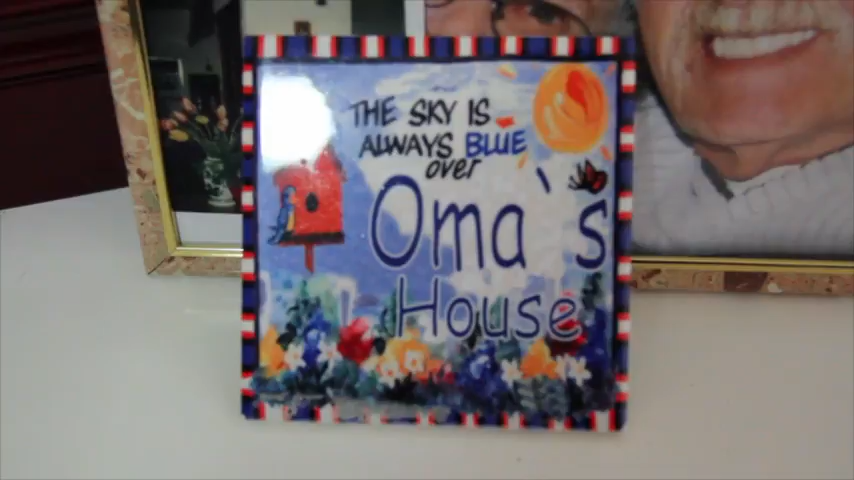 THE SKY IS
ALWAYS BLUE
over
Oma's
House